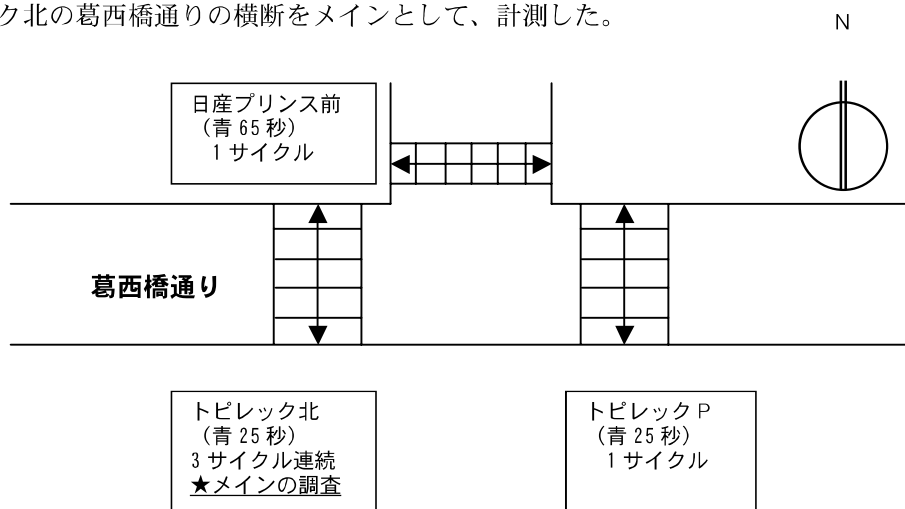 ク北の葛西橋通りの横断をメインとして、計測した。
N
日産プリンス前
（青 65 秒）
1 サイクル
葛西橋通り
トピレック北
（青 25 秒）
3 サイクル連続
★メインの調査
トピレックＰ
（青 25 秒）
1 サイクル